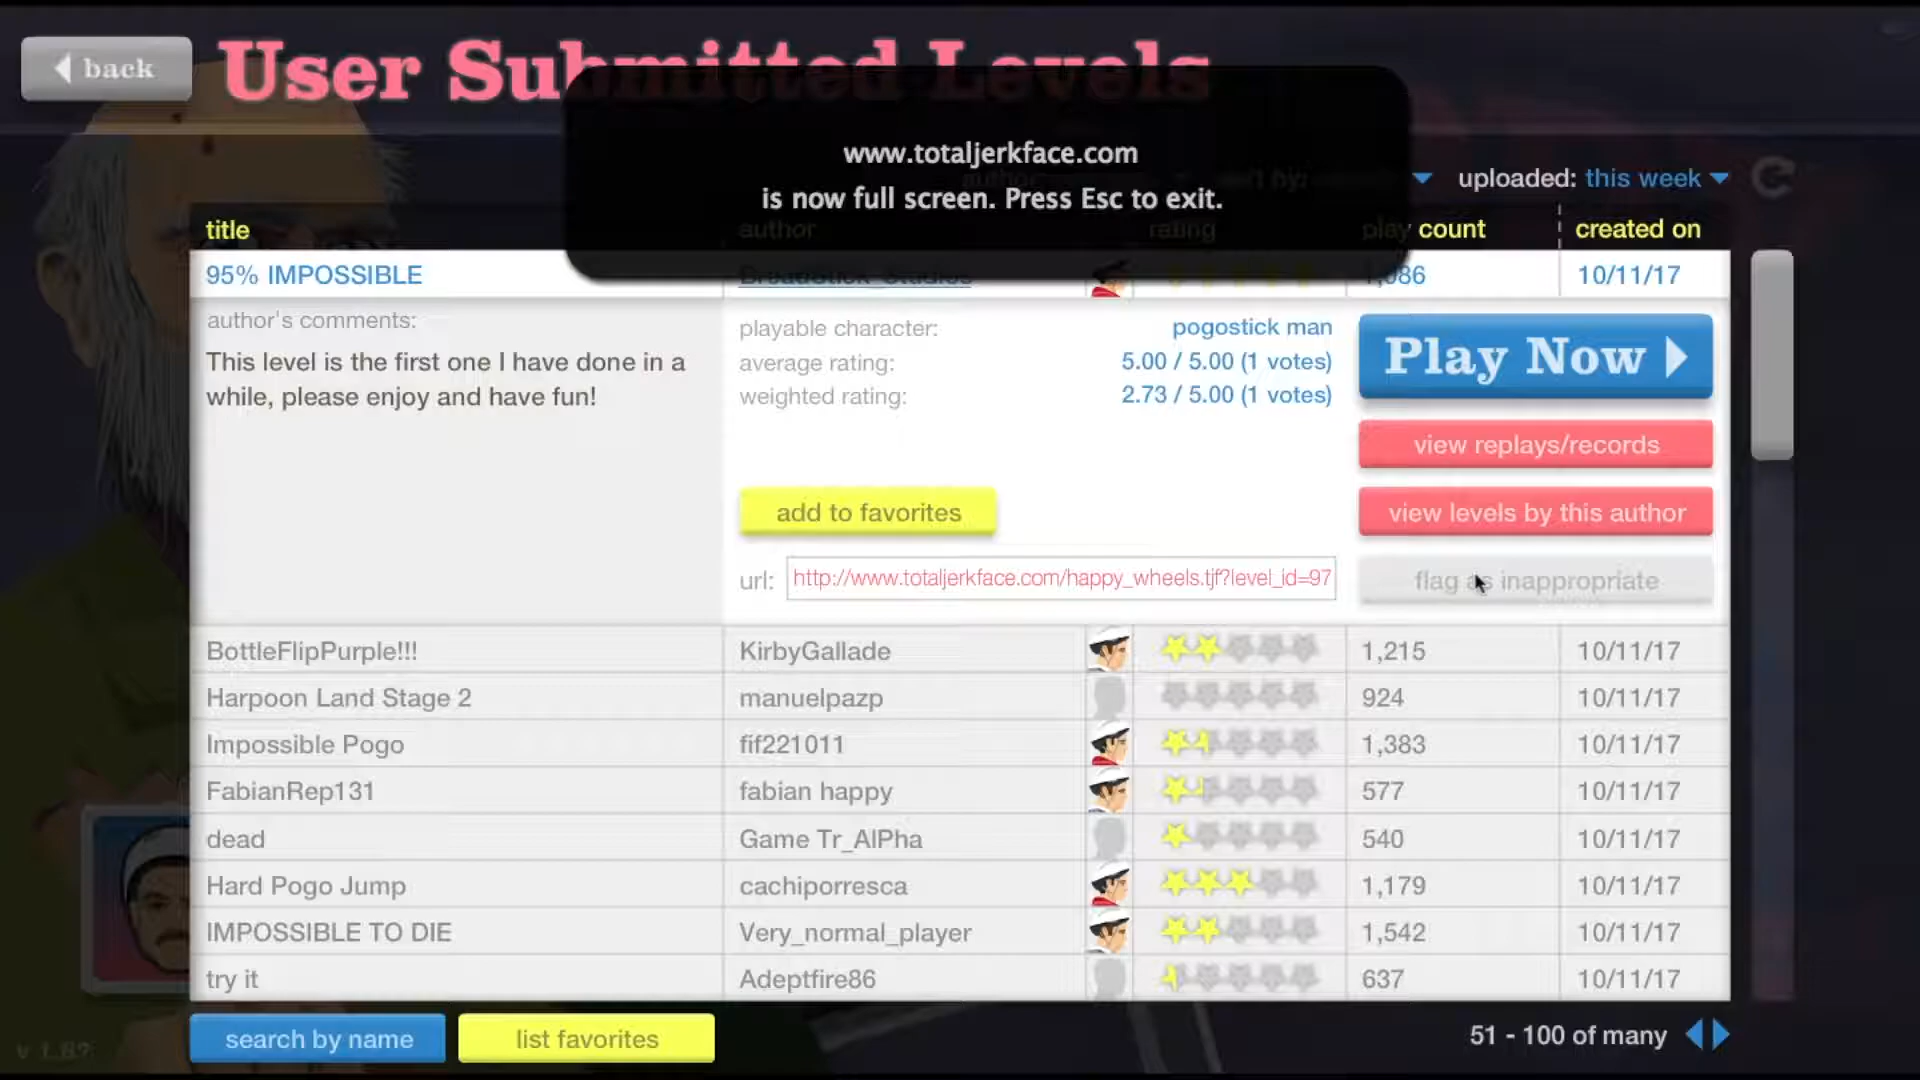 back
User Submitted Levels
www.totaljerkface.com
is now full screen. Press Esc to exit.
uploaded: this week
title author rating play count created on
95% IMPOSSIBLE 10/11/17
author's comments:
This level is the first one I have done in a
while, please enjoy and have fun!
playable character: pogostick man
average rating: 5.00 / 5.00 (1 votes)
weighted rating: 2.73 / 5.00 (1 votes)
add to favorites
url: http://www.totaljerkface.com/happy_wheels.tjf?level_id=97
Play Now
view replays/records
view levels by this author
flag as inappropriate
BottleFlipPurple!!! KirbyGallade 1,215 10/11/17
Harpoon Land Stage 2 manuelpazp 924 10/11/17
Impossible Pogo fif221011 1,383 10/11/17
FabianRep131 fabian happy 577 10/11/17
dead Game Tr_AlPha 540 10/11/17
Hard Pogo Jump cachiporresca 1,179 10/11/17
IMPOSSIBLE TO DIE Very_normal_player 1,542 10/11/17
try it Adeptfire86 637 10/11/17
search by name
list favorites
51 - 100 of many